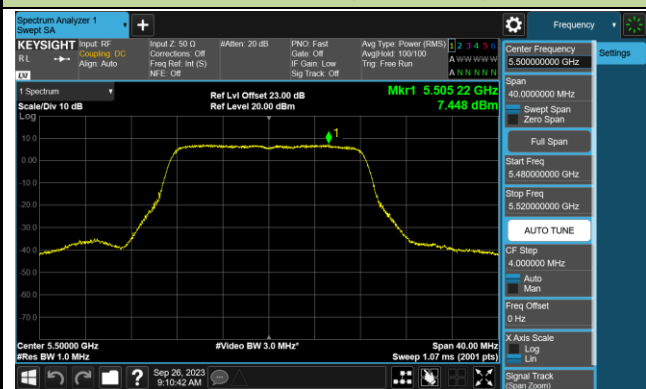 Spectrum Analyzer 1
Swept SA
+
Frequency
KEYSIGHT
R L
LXI
Input: RF
Coupling: DC
Align: Auto
Input Z: 50 Ω
Corrections: Off
Freq Ref: Int (S)
NFE: Off
#Atten: 20 dB
PNO: Fast
Gate: Off
IF Gain: Low
Sig Track: Off
Avg Type: Power (RMS)
Avg|Hold: 100/100
Trig: Free Run
1 2 3 4 5 6
A W W W W W
A N N N N N
1 Spectrum
Scale/Div 10 dB
Log
Ref Lvl Offset 23.00 dB
Ref Level 20.00 dBm
Mkr1 5.505 22 GHz
7.448 dBm
1
10.0
0.00
-10.0
-20.0
-30.0
-40.0
-50.0
-60.0
-70.0
Center 5.50000 GHz
#Res BW 1.0 MHz
#Video BW 3.0 MHz*
Span 40.00 MHz
Sweep 1.07 ms (2001 pts)
?
Sep 26, 2023
9:10:42 AM
Center Frequency
5.500000000 GHz
Span
40.0000000 MHz
Swept Span
Zero Span
Full Span
Start Freq
5.480000000 GHz
Stop Freq
5.520000000 GHz
AUTO TUNE
CF Step
4.000000 MHz
Auto
Man
Freq Offset
0 Hz
X Axis Scale
Log
Lin
Signal Track
(Span Zoom)
Settings